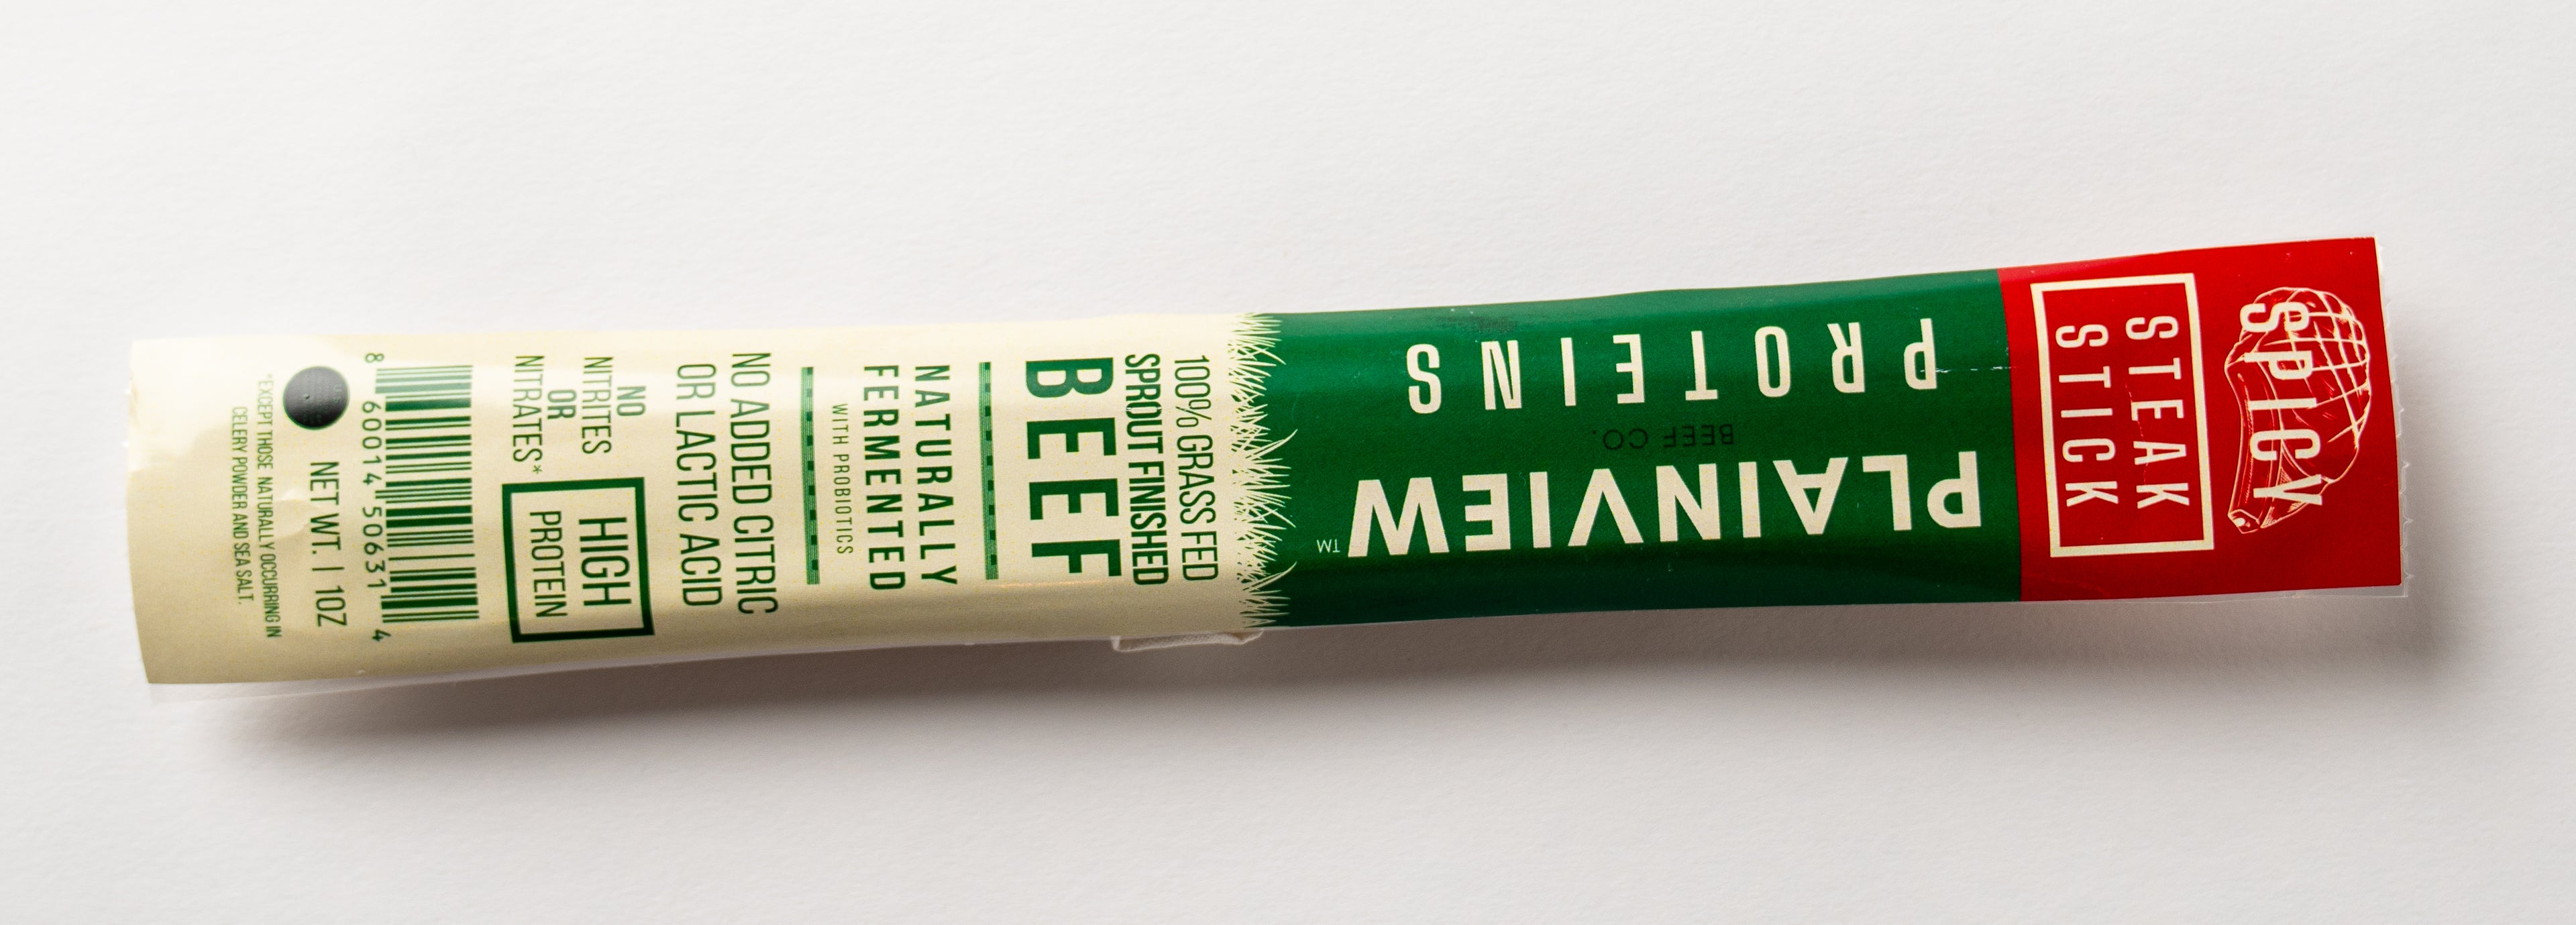 SPICY
STEAK
STICK
PLAINVIEW™
BEEF CO.
PROTEINS
100% GRASS FED
SPROUT FINISHED
BEEF
NATURALLY
FERMENTED
WITH PROBIOTICS
NO ADDED CITRIC
OR LACTIC ACID
NO
NITRITES
OR
NITRATES*
HIGH
PROTEIN
8 60014 50631 4
NET WT. | 1OZ
*EXCEPT THOSE NATURALLY OCCURRING IN
CELERY POWDER AND SEA SALT.